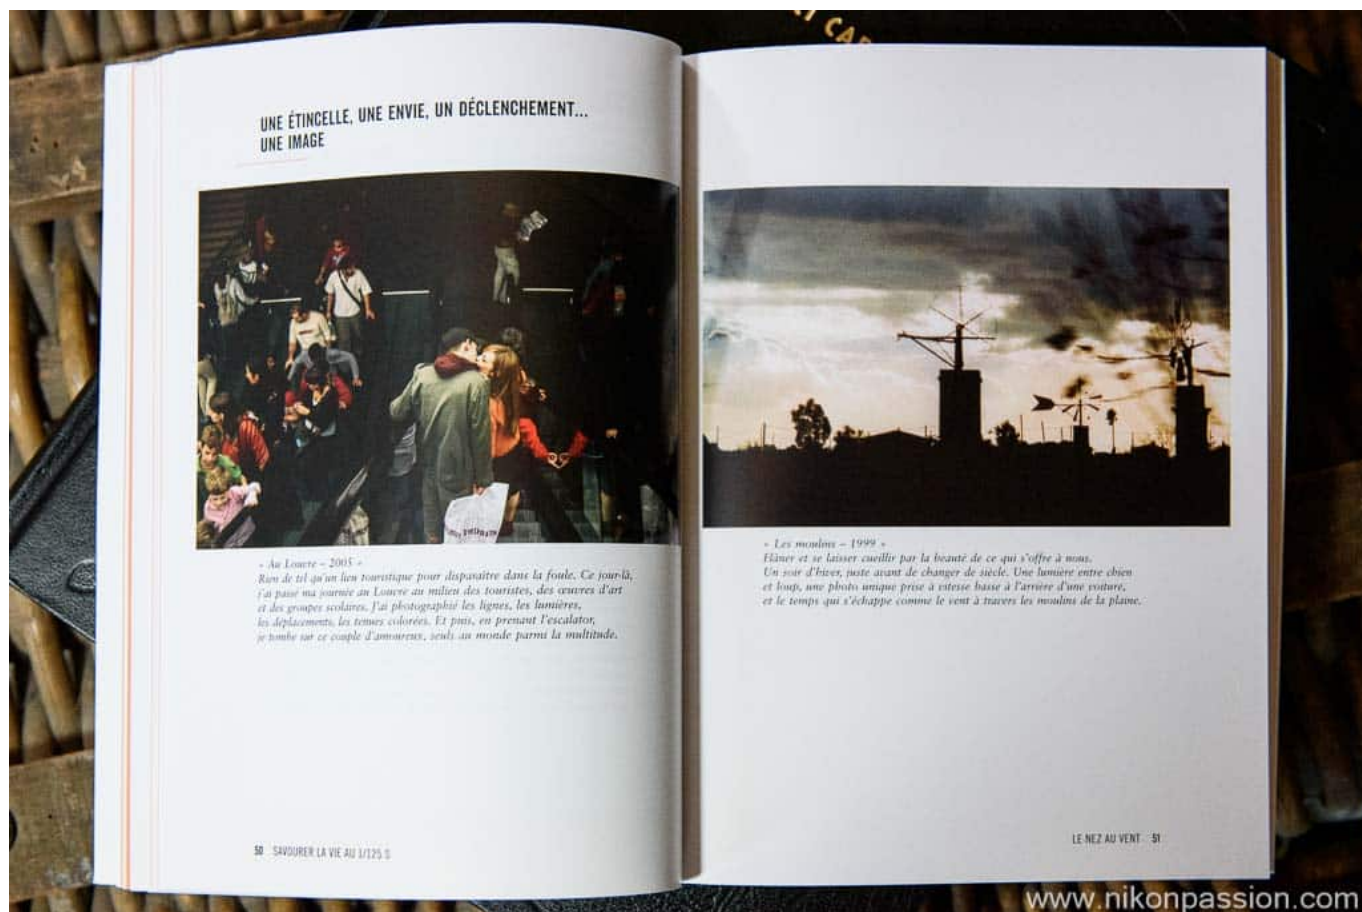 UNE ÉTINCELLE, UNE ENVIE, UN DÉCLENCHEMENT...
UNE IMAGE
« Au Louvre – 2005 »
Rien de tel qu'un lieu touristique pour disparaître dans la foule. Ce jour-là,
j'ai passé ma journée au Louvre au milieu des touristes, des œuvres d'art
et des groupes scolaires. J'ai photographié les lignes, les lumières,
les déplacements, les tenues colorées. Et puis, en prenant l'escalator,
je tombe sur ce couple d'amoureux, seuls au monde parmi la multitude.
50 SAVOURER LA VIE AU 1/125 S
« Les moulins – 1999 »
Flâner et se laisser cueillir par la beauté de ce qui s'offre à nous.
Un soir d'hiver, juste avant de changer de siècle. Une lumière entre chien
et loup, une photo unique prise à vitesse basse à l'arrière d'une voiture,
et le temps qui s'échappe comme le vent à travers les moulins de la plaine.
LE NEZ AU VENT 51
www.nikonpassion.com